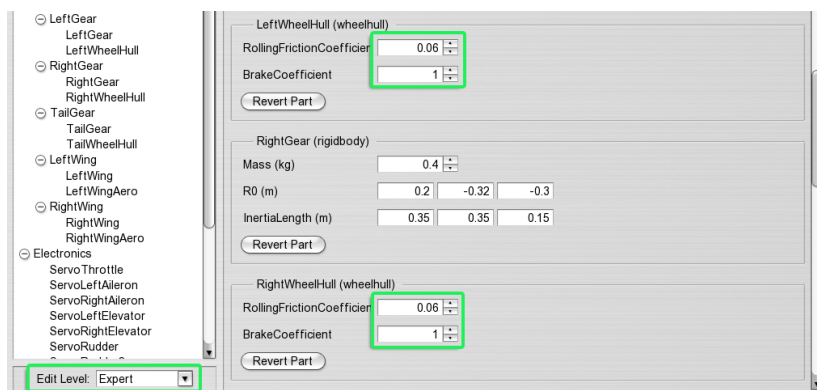 LeftGear
LeftGear
LeftWheelHull
RightGear
RightGear
RightWheelHull
TailGear
TailGear
TailWheelHull
LeftWing
LeftWing
LeftWingAero
RightWing
RightWing
RightWingAero
Electronics
ServoThrottle
ServoLeftAileron
ServoRightAileron
ServoLeftElevator
ServoRightElevator
ServoRudder
Edit Level: Expert
LeftWheelHull (wheelhull)
RollingFrictionCoefficier 0.06
BrakeCoefficient 1
Revert Part
RightGear (rigidbody)
Mass (kg) 0.4
R0 (m) 0.2 -0.32 -0.3
InertiaLength (m) 0.35 0.35 0.15
Revert Part
RightWheelHull (wheelhull)
RollingFrictionCoefficier 0.06
BrakeCoefficient 1
Revert Part